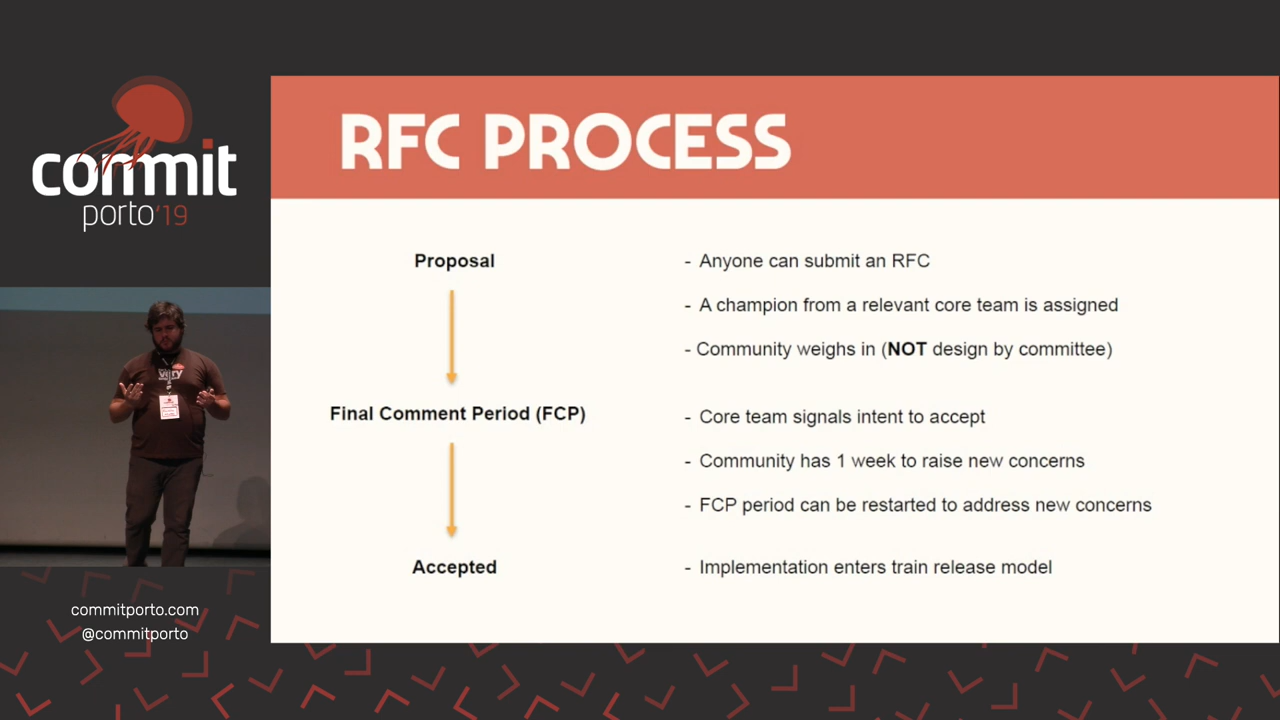 commit
porto'19
RFC PROCESS
Proposal
- Anyone can submit an RFC
- A champion from a relevant core team is assigned
- Community weighs in (NOT design by committee)
Final Comment Period (FCP)
- Core team signals intent to accept
- Community has 1 week to raise new concerns
- FCP period can be restarted to address new concerns
Accepted
- Implementation enters train release model
very
commitporto.com
@commitporto